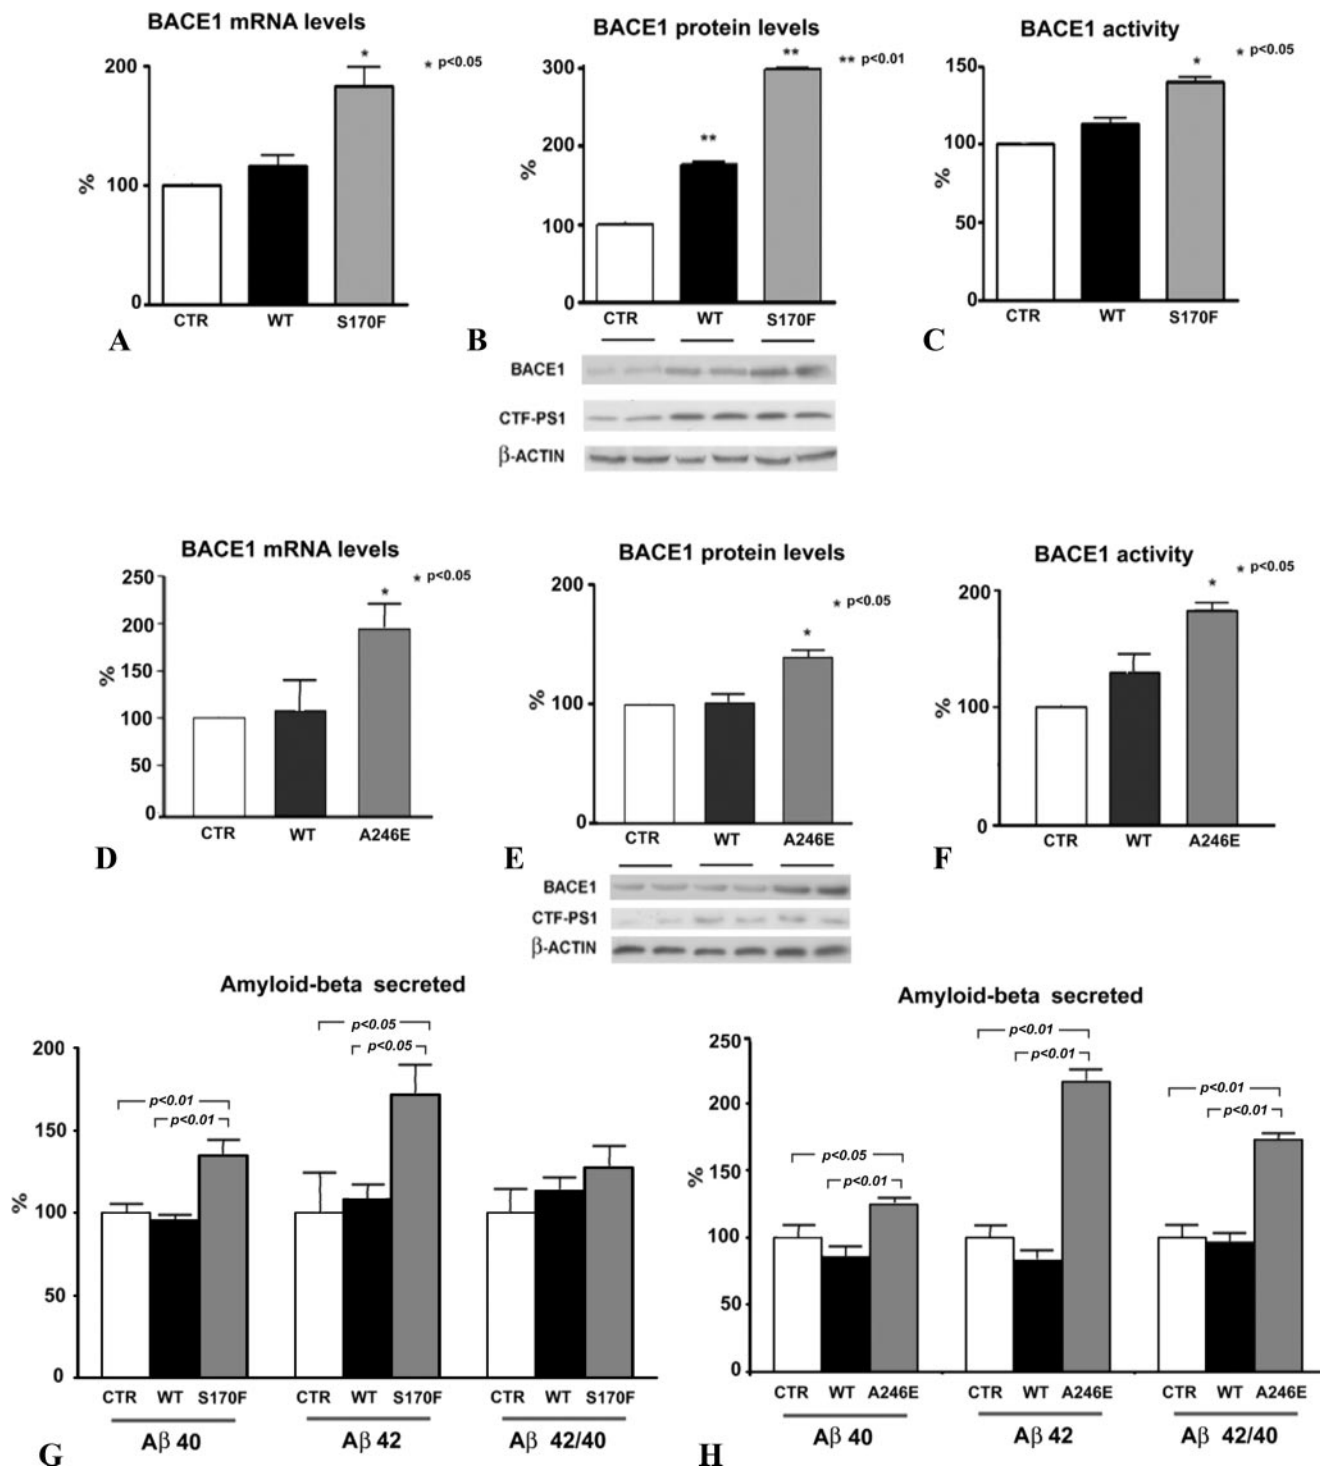 BACE1 mRNA levels
* p<0.05
*
200
100
0
%
CTR WT S170F
A
BACE1 protein levels
** p<0.01
**
**
300
200
100
0
%
CTR WT S170F
B
BACE1
CTF-PS1
β-ACTIN
BACE1 activity
* p<0.05
*
150
100
50
0
%
CTR WT S170F
C
BACE1 mRNA levels
* p<0.05
*
250
200
150
100
50
0
%
CTR WT A246E
D
BACE1 protein levels
* p<0.05
*
200
100
0
%
CTR WT A246E
E
BACE1
CTF-PS1
β-ACTIN
BACE1 activity
* p<0.05
*
200
100
0
%
CTR WT A246E
F
Amyloid-beta secreted
p<0.05
p<0.05
p<0.01
p<0.01
200
150
100
50
0
%
CTR WT S170F CTR WT S170F CTR WT S170F
Aβ 40 Aβ 42 Aβ 42/40
G
Amyloid-beta secreted
p<0.01
p<0.01
p<0.01
p<0.01
p<0.05
p<0.01
250
200
150
100
50
0
CTR WT A246E CTR WT A246E CTR WT A246E
Aβ 40 Aβ 42 Aβ 42/40
H